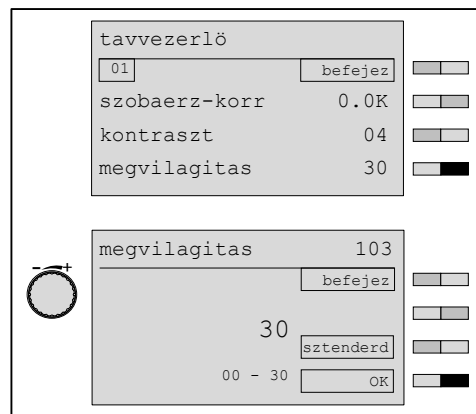 tavvezerlö
01 befejez
szobaerz-korr 0.0K
kontraszt 04
megvilagitas 30
megvilagitas 103
befejez
- +
30
sztenderd
00 - 30 OK